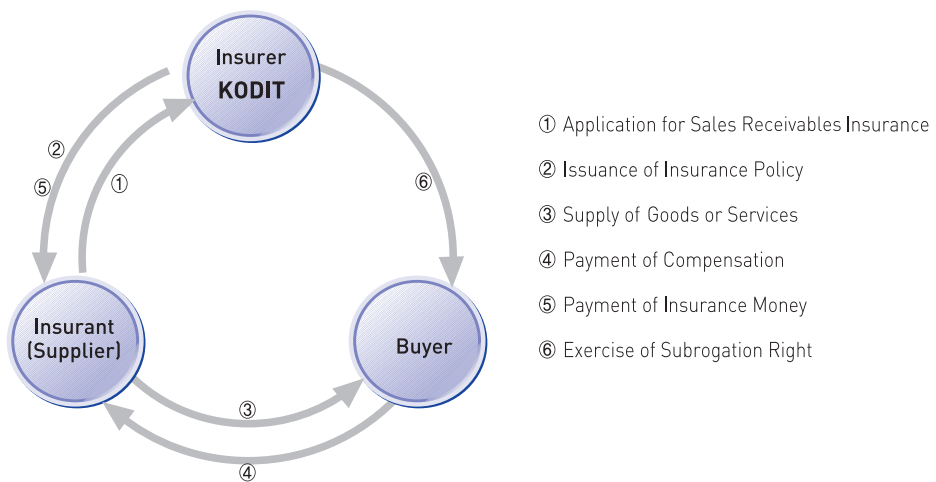 Insurer
KODIT
②
⑤
①
⑥
Insurant
(Supplier)
Buyer
③
④
① Application for Sales Receivables Insurance
② Issuance of Insurance Policy
③ Supply of Goods or Services
④ Payment of Compensation
⑤ Payment of Insurance Money
⑥ Exercise of Subrogation Right